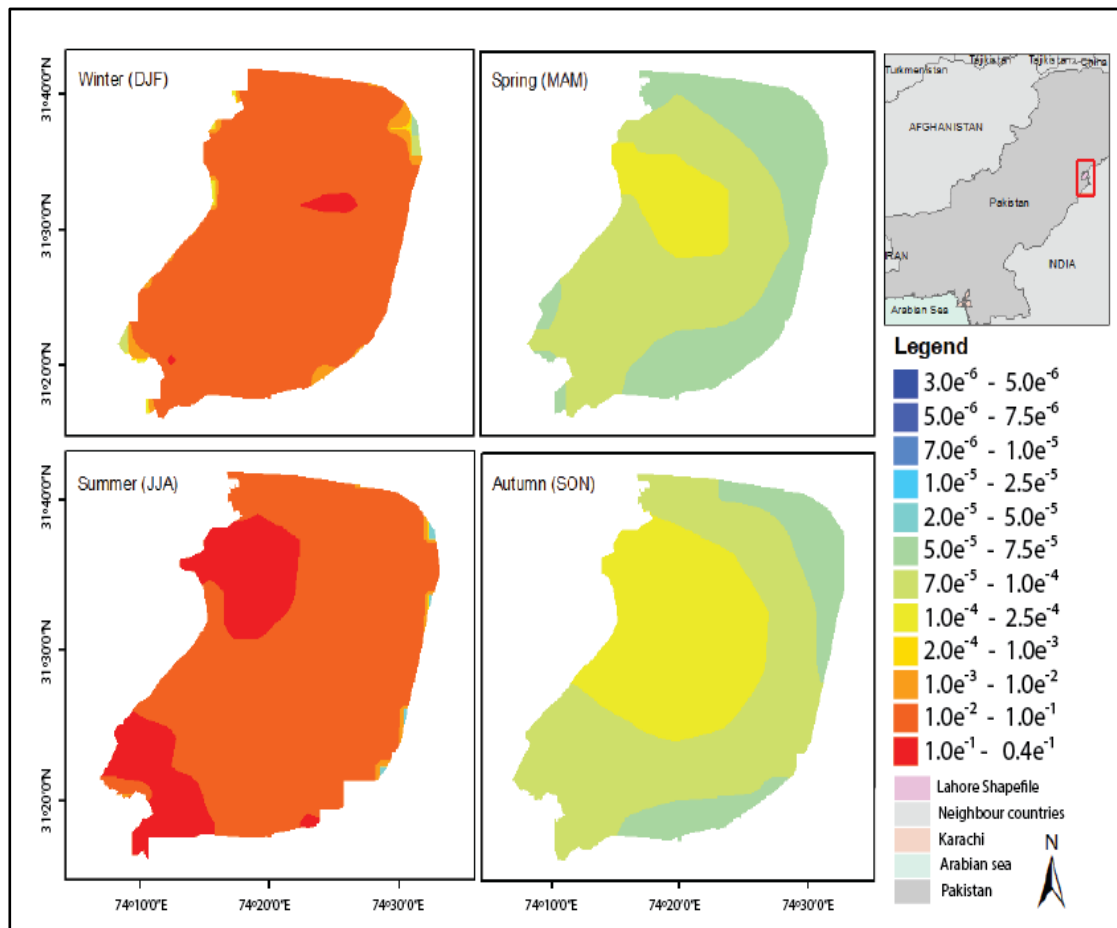 Winter (DJF)
Spring (MAM)
Summer (JJA)
Autumn (SON)
31°40'0"N
31°30'0"N
31°20'0"N
31°40'0"N
31°30'0"N
31°20'0"N
74°10'0"E
74°20'0"E
74°30'0"E
74°10'0"E
74°20'0"E
74°30'0"E
Turkmenistan
Tajikistan
Tajikistan
China
AFGHANISTAN
Pakistan
IRAN
INDIA
Arabian Sea
Legend
3.0e⁻⁶ - 5.0e⁻⁶
5.0e⁻⁶ - 7.5e⁻⁶
7.0e⁻⁶ - 1.0e⁻⁵
1.0e⁻⁵ - 2.5e⁻⁵
2.0e⁻⁵ - 5.0e⁻⁵
5.0e⁻⁵ - 7.5e⁻⁵
7.0e⁻⁵ - 1.0e⁻⁴
1.0e⁻⁴ - 2.5e⁻⁴
2.0e⁻⁴ - 1.0e⁻³
1.0e⁻³ - 1.0e⁻²
1.0e⁻² - 1.0e⁻¹
1.0e⁻¹ - 0.4e⁻¹
Lahore Shapefile
Neighbour countries
Karachi
Arabian sea
Pakistan
N